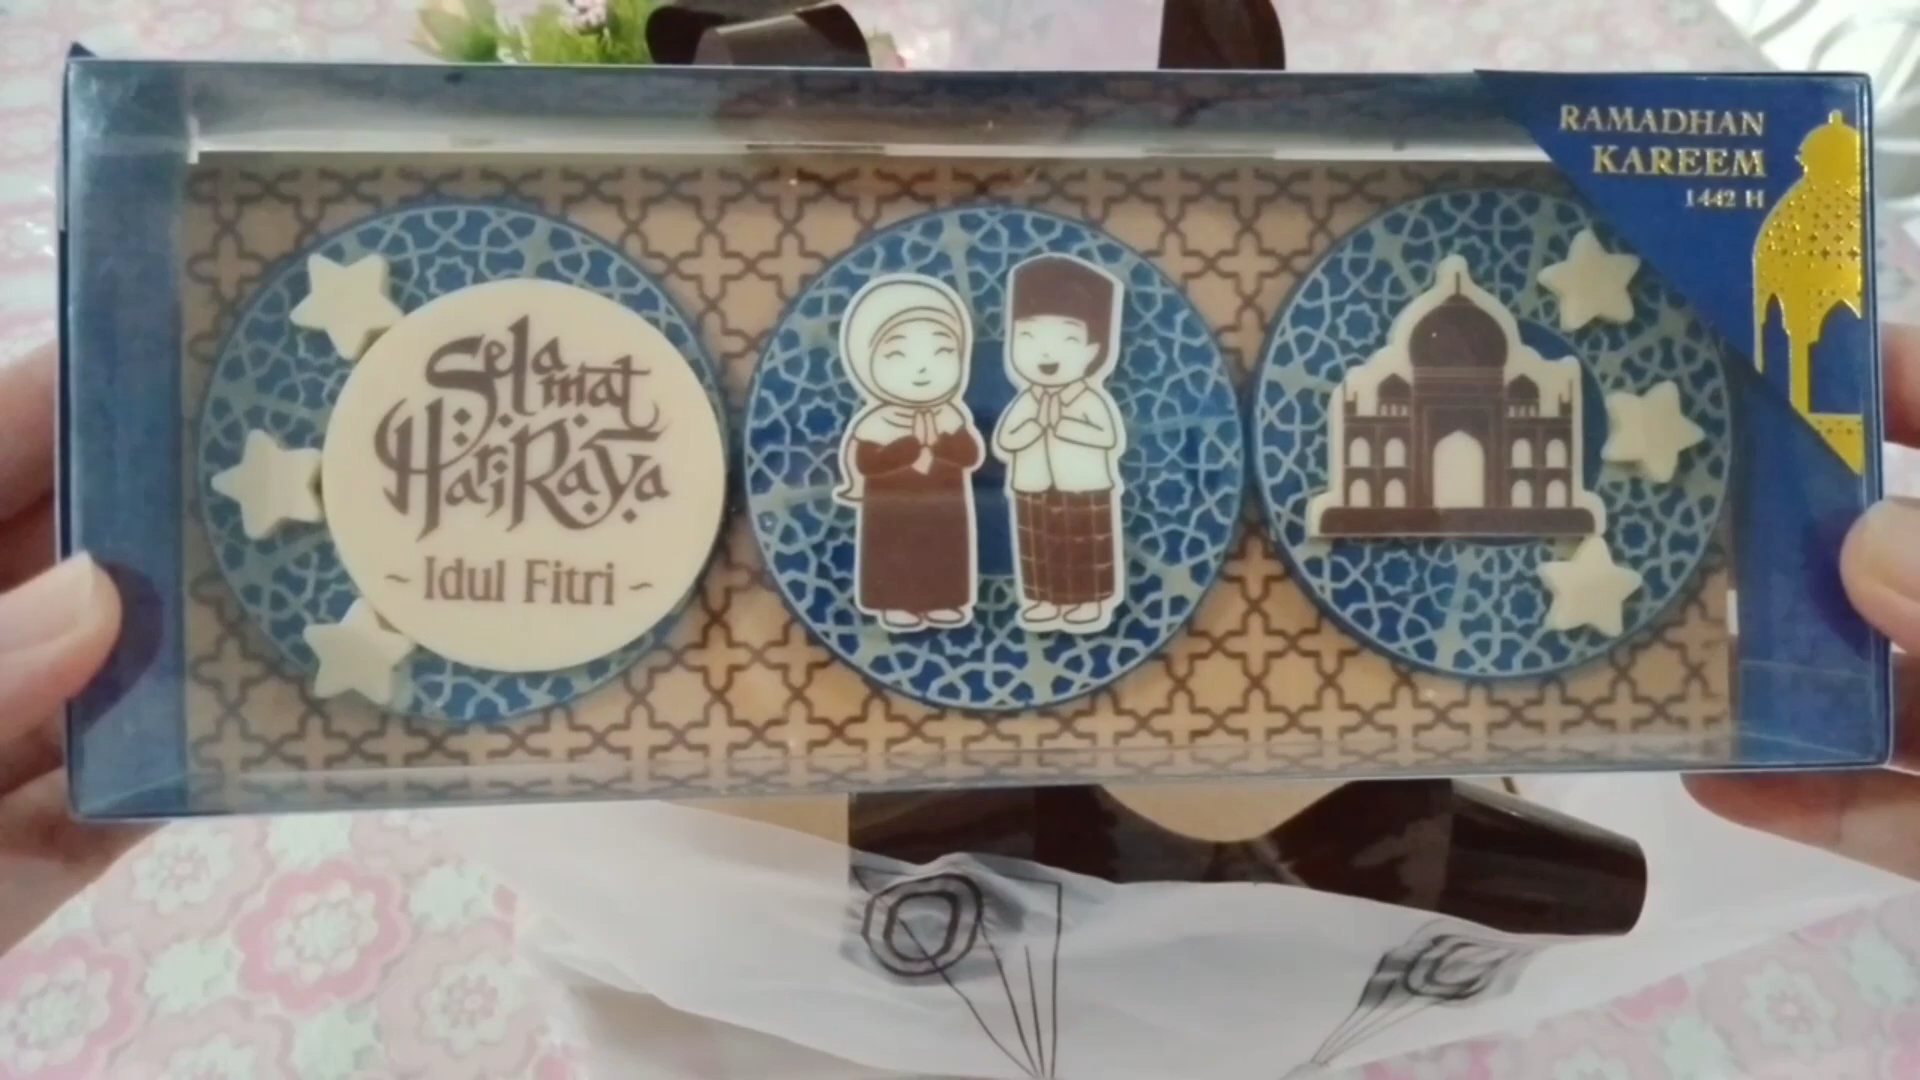 Selamat
Hari Raya
~ Idul Fitri ~
RAMADHAN
KAREEM
1442 H